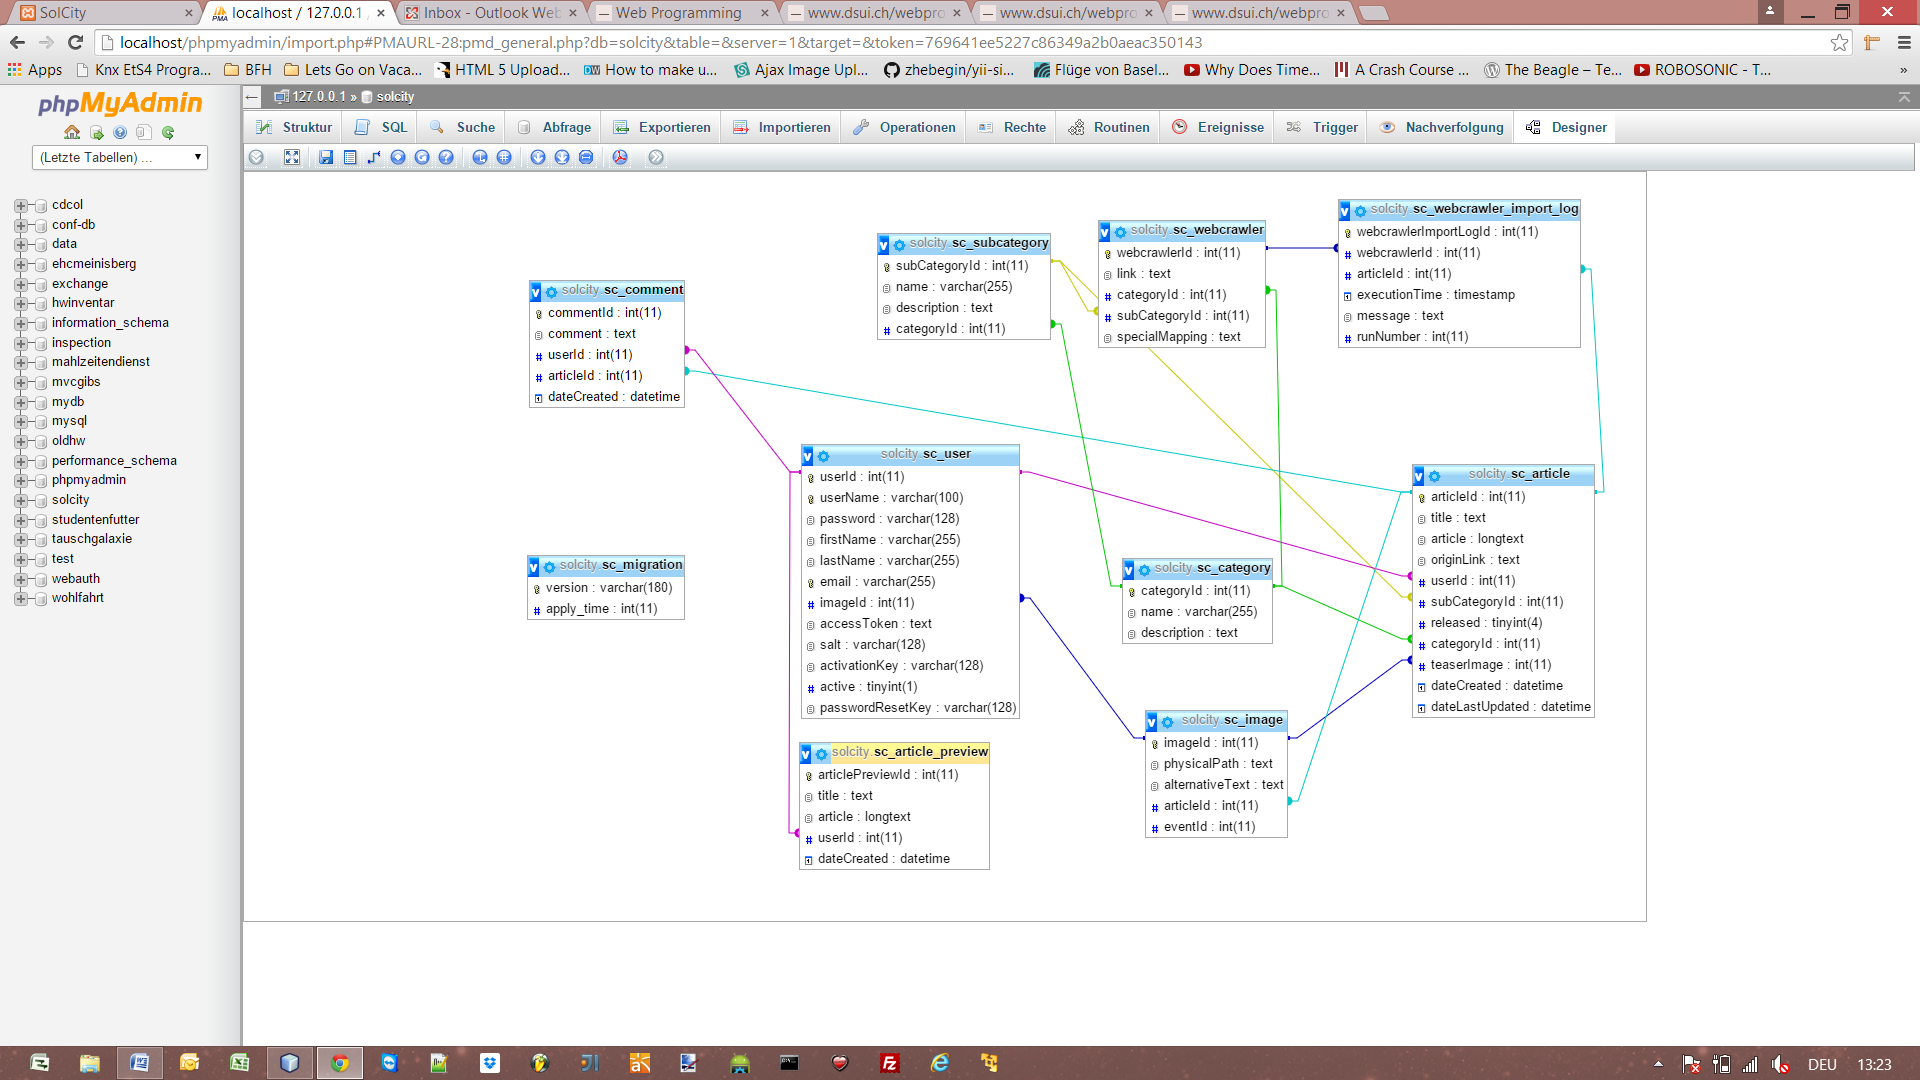 SolCity
localhost / 127.0.0.1 /
Inbox - Outlook Web
Web Programming
www.dsui.ch/webpro
www.dsui.ch/webpro
www.dsui.ch/webpro
localhost/phpmyadmin/import.php#PMAURL-28:pmd_general.php?db=solcity&table=&server=1&target=&token=769641ee5227c86349a2b0aeac350143
Apps
Knx EtS4 Progra...
BFH
Lets Go on Vaca...
HTML 5 Upload...
How to make u...
Ajax Image Upl...
zhebegin/yii-si...
Flüge von Basel...
Why Does Time...
A Crash Course ...
The Beagle – Te...
ROBOSONIC - T...
»
phpMyAdmin
(Letzte Tabellen) ...
cdcol
conf-db
data
ehcmeinisberg
exchange
hwinventar
information_schema
inspection
mahlzeitendienst
mvcgibs
mydb
mysql
oldhw
performance_schema
phpmyadmin
solcity
studentenfutter
tauschgalaxie
test
webauth
wohlfahrt
127.0.0.1 » solcity
Struktur
SQL
Suche
Abfrage
Exportieren
Importieren
Operationen
Rechte
Routinen
Ereignisse
Trigger
Nachverfolgung
Designer
solcity.sc_comment
commentId : int(11)
comment : text
userId : int(11)
articleId : int(11)
dateCreated : datetime
solcity.sc_subcategory
subCategoryId : int(11)
name : varchar(255)
description : text
categoryId : int(11)
solcity.sc_webcrawler
webcrawlerId : int(11)
link : text
categoryId : int(11)
subCategoryId : int(11)
specialMapping : text
solcity.sc_webcrawler_import_log
webcrawlerImportLogId : int(11)
webcrawlerId : int(11)
articleId : int(11)
executionTime : timestamp
message : text
runNumber : int(11)
solcity.sc_user
userId : int(11)
userName : varchar(100)
password : varchar(128)
firstName : varchar(255)
lastName : varchar(255)
email : varchar(255)
imageId : int(11)
accessToken : text
salt : varchar(128)
activationKey : varchar(128)
active : tinyint(1)
passwordResetKey : varchar(128)
solcity.sc_article
articleId : int(11)
title : text
article : longtext
originLink : text
userId : int(11)
subCategoryId : int(11)
released : tinyint(4)
categoryId : int(11)
teaserImage : int(11)
dateCreated : datetime
dateLastUpdated : datetime
solcity.sc_migration
version : varchar(180)
apply_time : int(11)
solcity.sc_category
categoryId : int(11)
name : varchar(255)
description : text
solcity.sc_image
imageId : int(11)
physicalPath : text
alternativeText : text
articleId : int(11)
eventId : int(11)
solcity.sc_article_preview
articlePreviewId : int(11)
title : text
article : longtext
userId : int(11)
dateCreated : datetime
DEU
13:23